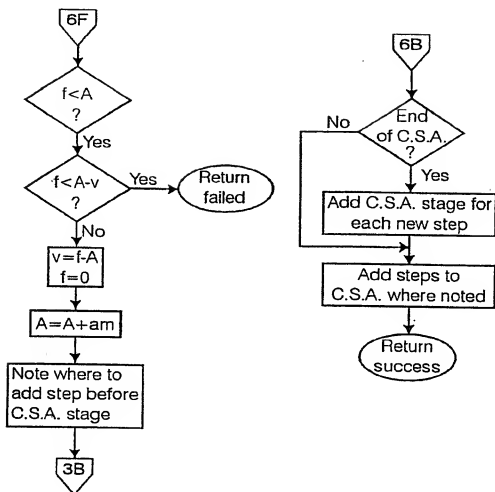 6F
f<A
?
Yes
f<A-v
?
Yes
Return
failed
No
v=f-A
f=0
A=A+am
Note where to
add step before
C.S.A. stage
3B
6B
End
of C.S.A.
?
No
Yes
Add C.S.A. stage for
each new step
Add steps to
C.S.A. where noted
Return
success